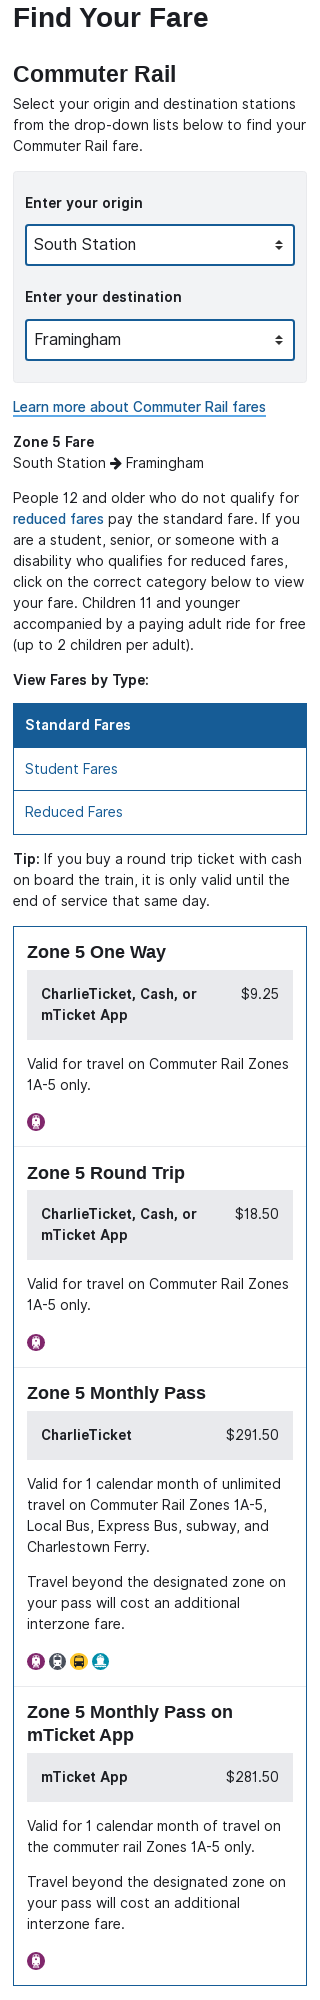 Find Your Fare
Commuter Rail
Select your origin and destination stations
from the drop-down lists below to find your
Commuter Rail fare.
Enter your origin
South Station
Enter your destination
Framingham
Learn more about Commuter Rail fares
Zone 5 Fare
South Station → Framingham
People 12 and older who do not qualify for
reduced fares pay the standard fare. If you
are a student, senior, or someone with a
disability who qualifies for reduced fares,
click on the correct category below to view
your fare. Children 11 and younger
accompanied by a paying adult ride for free
(up to 2 children per adult).
View Fares by Type:
Standard Fares
Student Fares
Reduced Fares
Tip: If you buy a round trip ticket with cash
on board the train, it is only valid until the
end of service that same day.
Zone 5 One Way
CharlieTicket, Cash, or $9.25
mTicket App
Valid for travel on Commuter Rail Zones
1A-5 only.
Zone 5 Round Trip
CharlieTicket, Cash, or $18.50
mTicket App
Valid for travel on Commuter Rail Zones
1A-5 only.
Zone 5 Monthly Pass
CharlieTicket $291.50
Valid for 1 calendar month of unlimited
travel on Commuter Rail Zones 1A-5,
Local Bus, Express Bus, subway, and
Charlestown Ferry.
Travel beyond the designated zone on
your pass will cost an additional
interzone fare.
Zone 5 Monthly Pass on
mTicket App
mTicket App $281.50
Valid for 1 calendar month of travel on
the commuter rail Zones 1A-5 only.
Travel beyond the designated zone on
your pass will cost an additional
interzone fare.